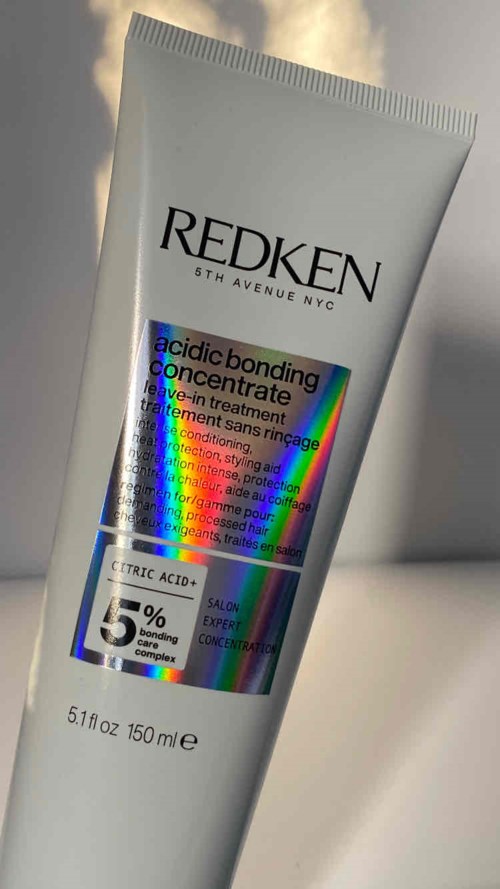 REDKEN
5TH AVENUE NYC
acidic bonding
concentrate
leave-in treatment
traitement sans rinçage
intense conditioning,
heat protection, styling aid
hydratation intense, protection
contre la chaleur, aide au coiffage
regimen for/gamme pour:
demanding, processed hair
cheveux exigeants, traités en salon
CITRIC ACID+
5%
bonding
care
complex
SALON
EXPERT
CONCENTRATION
5.1 fl oz 150 ml e